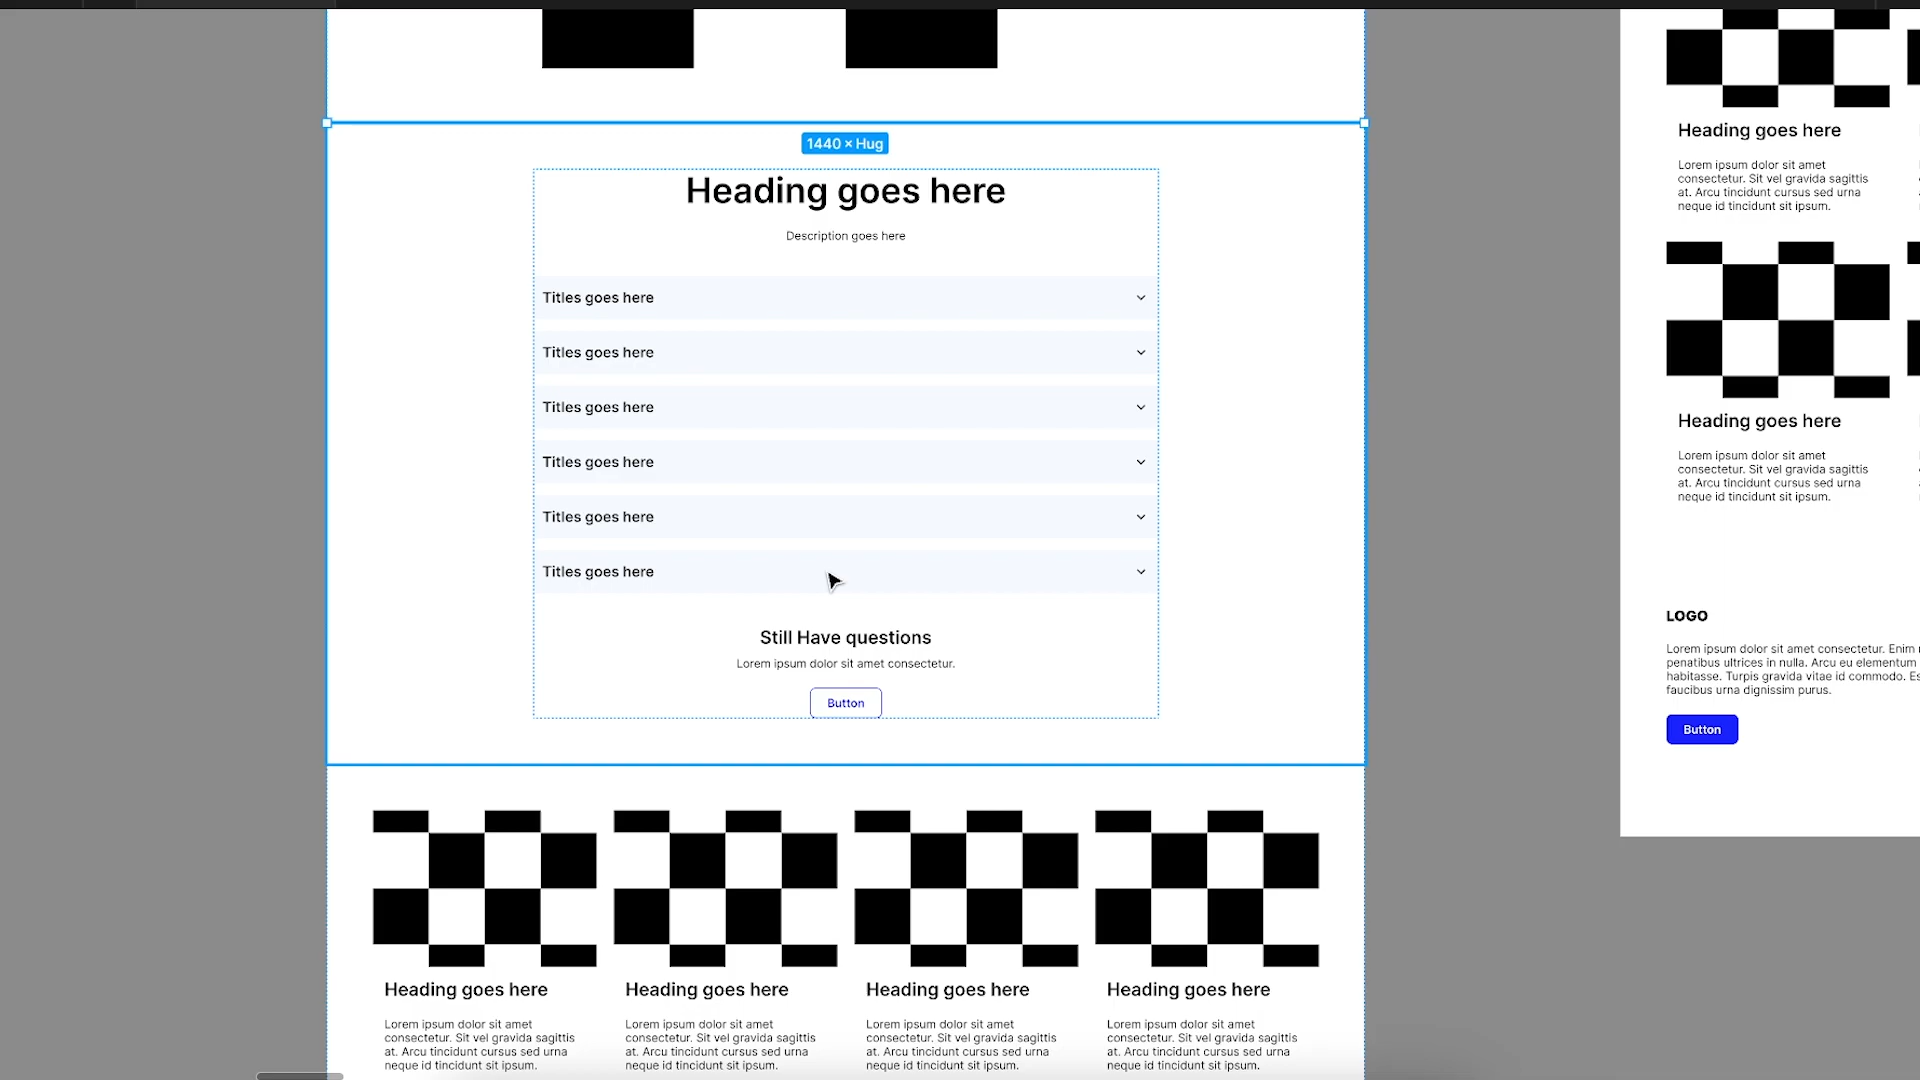 1440 × Hug
Heading goes here
Description goes here
Titles goes here
Titles goes here
Titles goes here
Titles goes here
Titles goes here
Titles goes here
Still Have questions
Lorem ipsum dolor sit amet consectetur.
Button
Heading goes here
Lorem ipsum dolor sit amet
consectetur. Sit vel gravida sagittis
at. Arcu tincidunt cursus sed urna
neque id tincidunt sit ipsum.
Heading goes here
Lorem ipsum dolor sit amet
consectetur. Sit vel gravida sagittis
at. Arcu tincidunt cursus sed urna
neque id tincidunt sit ipsum.
Heading goes here
Lorem ipsum dolor sit amet
consectetur. Sit vel gravida sagittis
at. Arcu tincidunt cursus sed urna
neque id tincidunt sit ipsum.
Heading goes here
Lorem ipsum dolor sit amet
consectetur. Sit vel gravida sagittis
at. Arcu tincidunt cursus sed urna
neque id tincidunt sit ipsum.
Heading goes here
Lorem ipsum dolor sit amet
consectetur. Sit vel gravida sagittis
at. Arcu tincidunt cursus sed urna
neque id tincidunt sit ipsum.
Heading goes here
Lorem ipsum dolor sit amet
consectetur. Sit vel gravida sagittis
at. Arcu tincidunt cursus sed urna
neque id tincidunt sit ipsum.
LOGO
Lorem ipsum dolor sit amet consectetur. Enim
penatibus ultrices in nulla. Arcu eu elementum
habitasse. Turpis gravida vitae id commodo.
faucibus urna dignissim purus.
Button